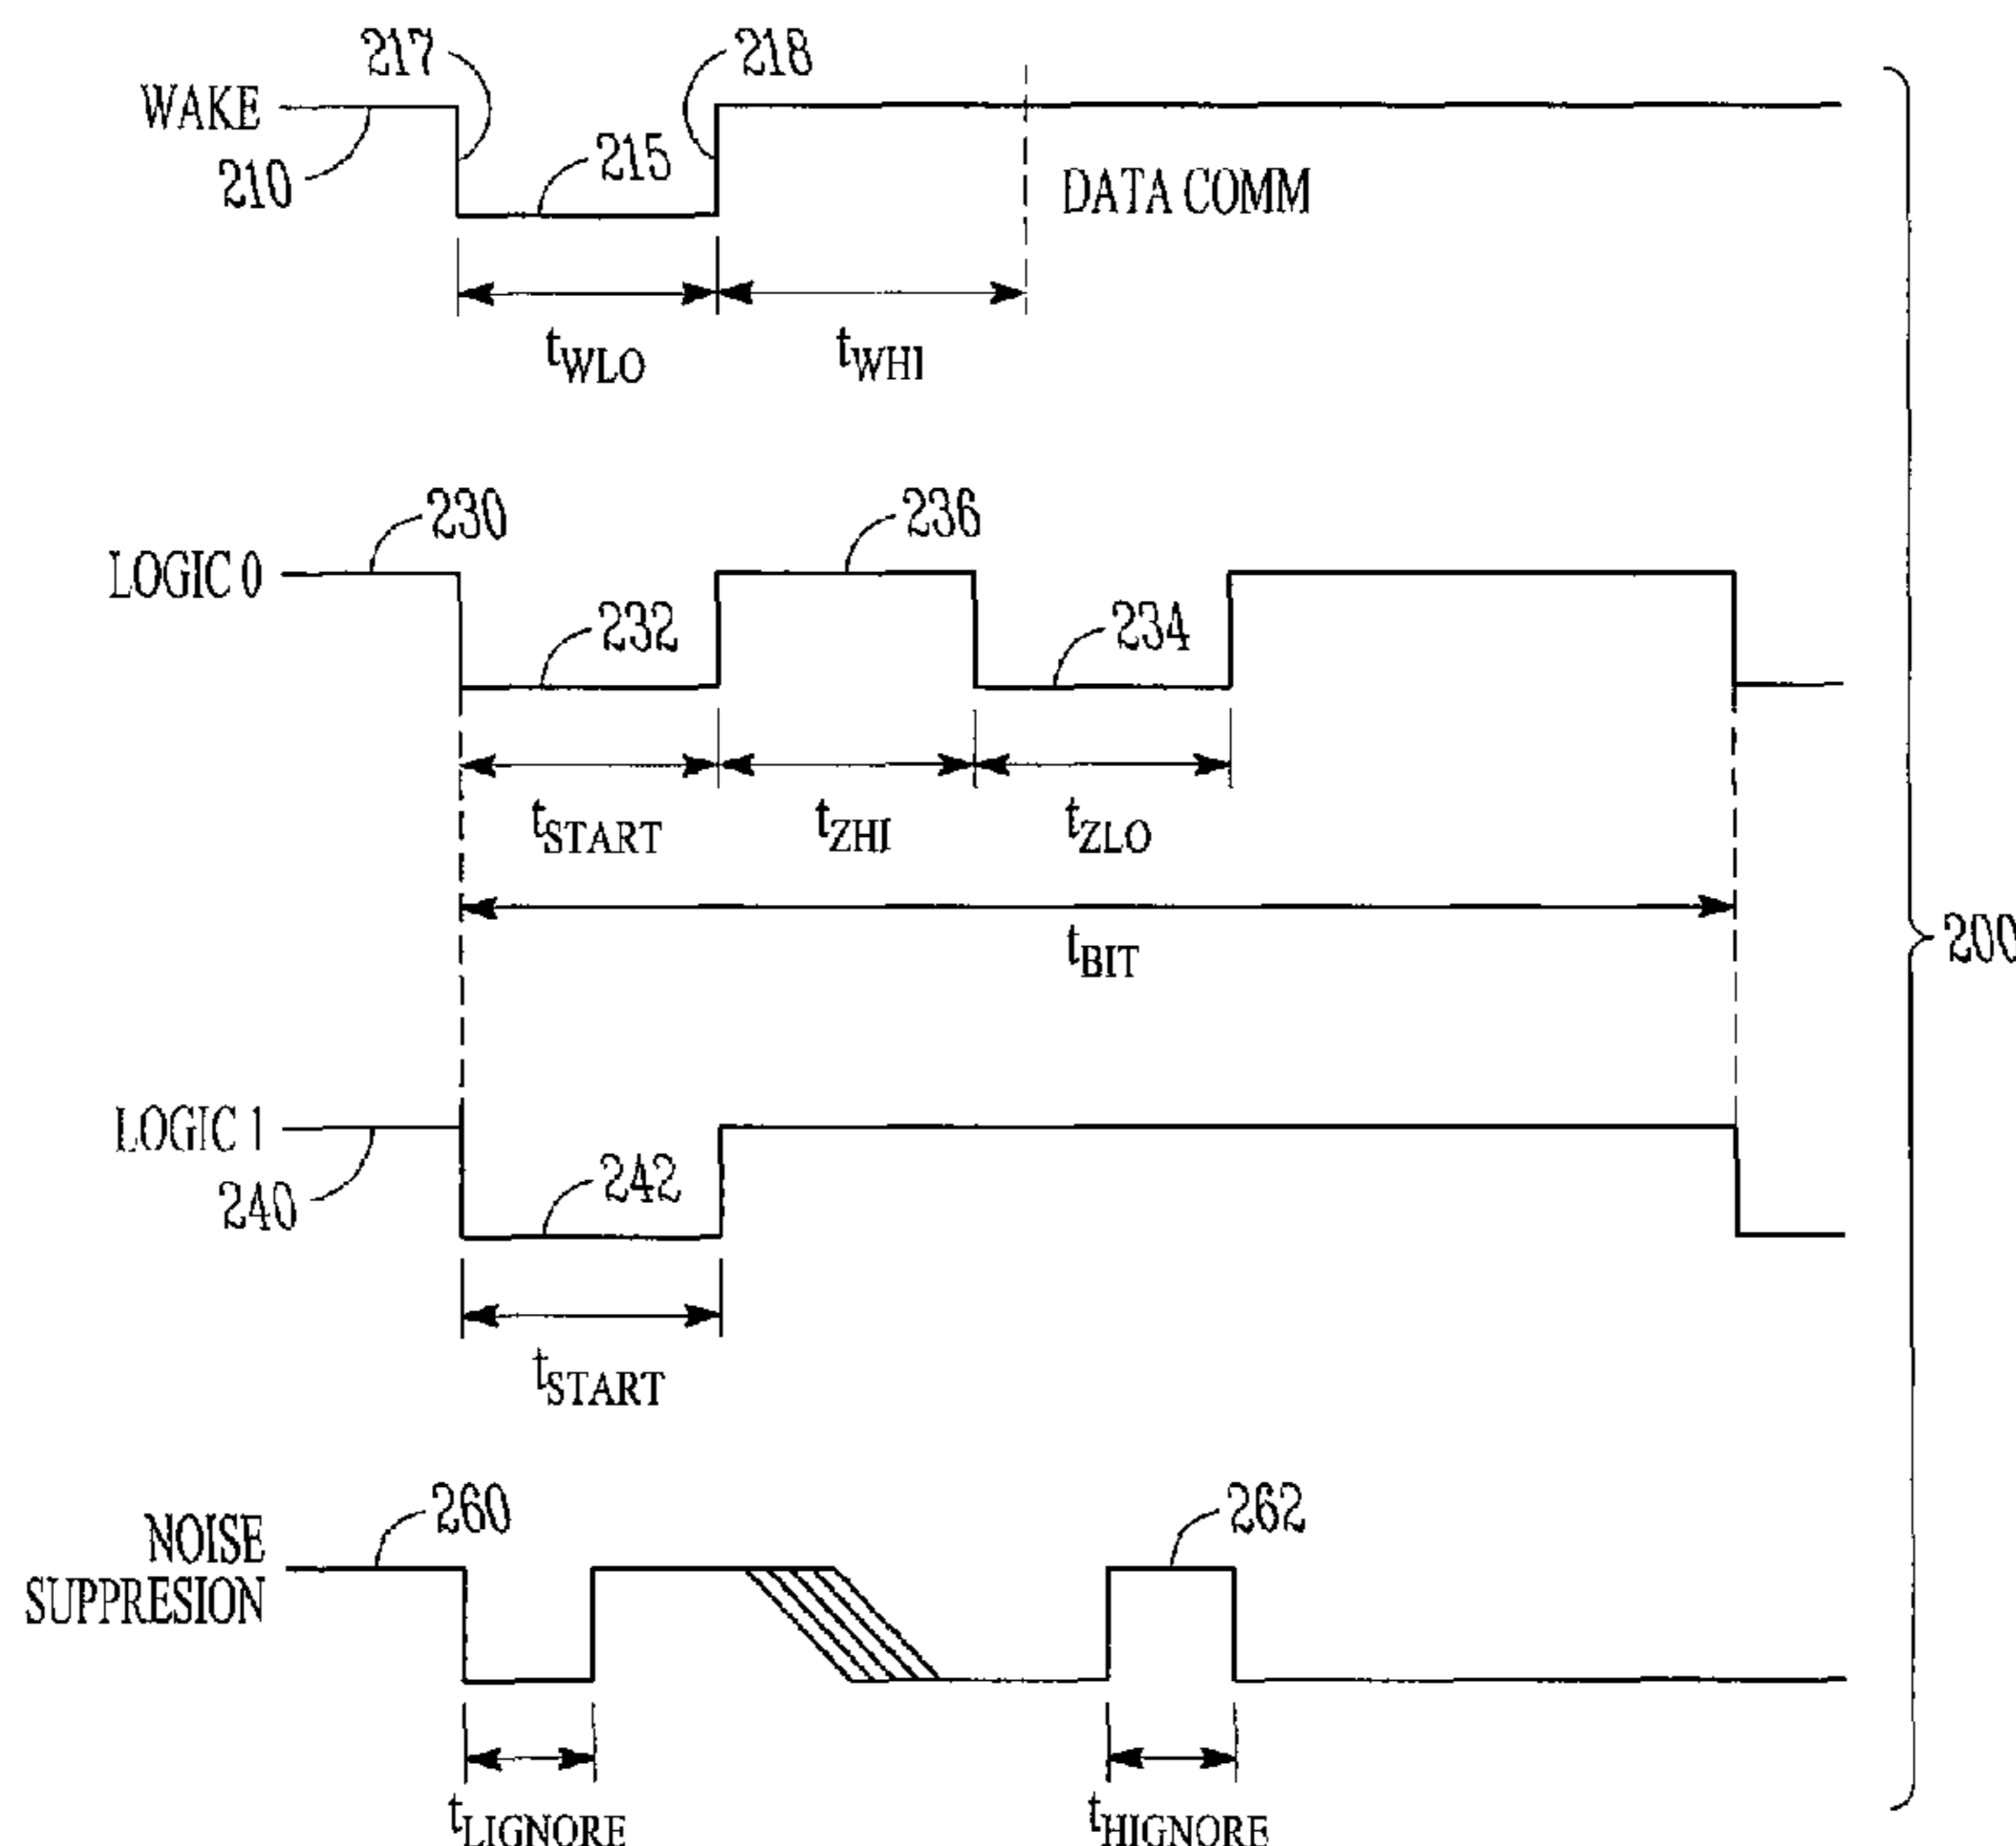 217
218
WAKE
210
215
DATA COMM
tWLO
tWHI
230
236
LOGIC 0
232
234
tSTART
tZHI
tZLO
tBIT
200
LOGIC 1
240
242
tSTART
260
262
NOISE
SUPPRESION
tLIGNORE
tHIGNORE